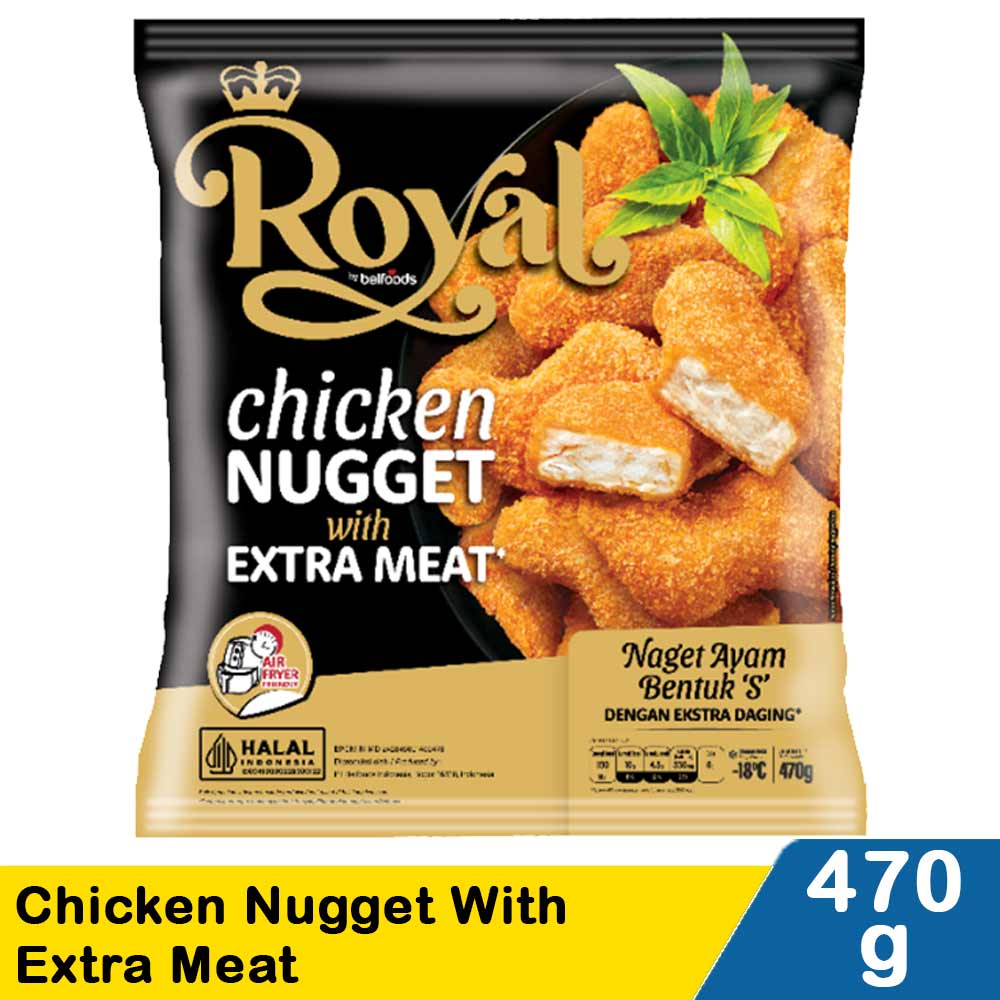 Royal
by belfoods
chicken
NUGGET
with
EXTRA MEAT*
AIR
FRYER
FRIENDLY
Naget Ayam
Bentuk 'S'
DENGAN EKSTRA DAGING*
HALAL
INDONESIA
-18°C
470g
Chicken Nugget With
Extra Meat
470
g